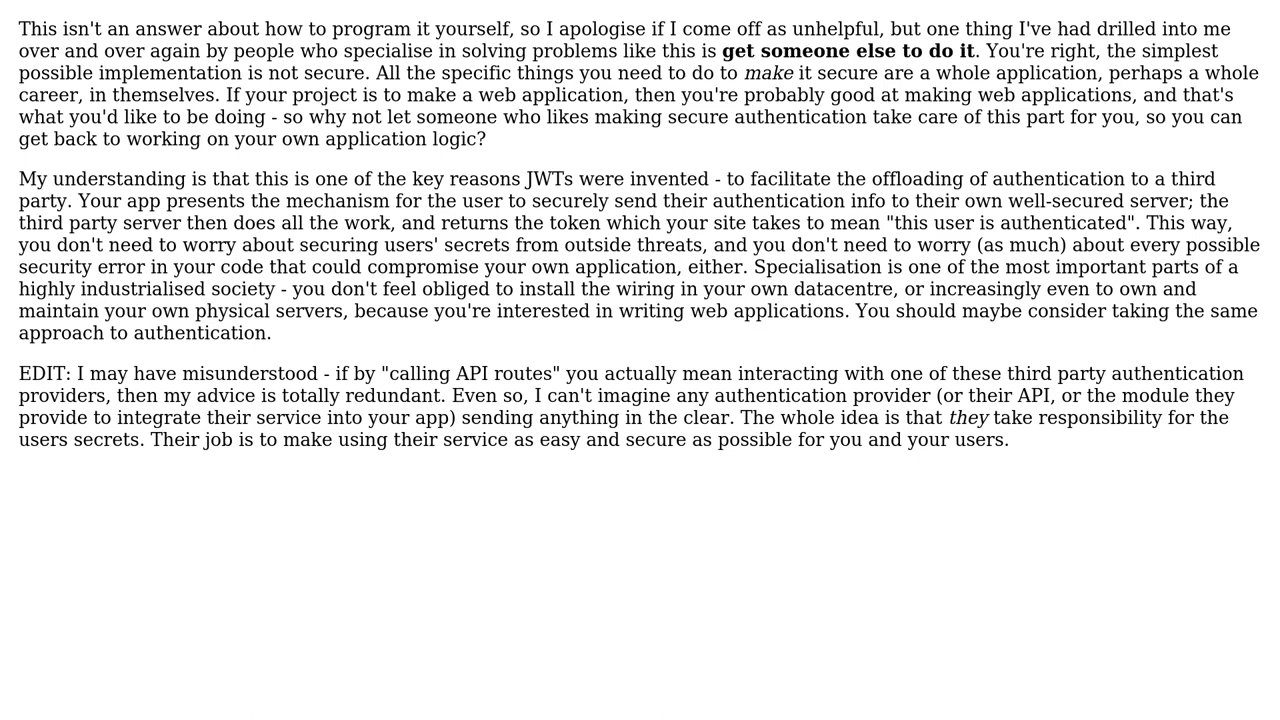 This isn't an answer about how to program it yourself, so I apologise if I come off as unhelpful, but one thing I've had drilled into me
over and over again by people who specialise in solving problems like this is get someone else to do it. You're right, the simplest
possible implementation is not secure. All the specific things you need to do to make it secure are a whole application, perhaps a whole
career, in themselves. If your project is to make a web application, then you're probably good at making web applications, and that's
what you'd like to be doing - so why not let someone who likes making secure authentication take care of this part for you, so you can
get back to working on your own application logic?
My understanding is that this is one of the key reasons JWTs were invented - to facilitate the offloading of authentication to a third
party. Your app presents the mechanism for the user to securely send their authentication info to their own well-secured server; the
third party server then does all the work, and returns the token which your site takes to mean "this user is authenticated". This way,
you don't need to worry about securing users' secrets from outside threats, and you don't need to worry (as much) about every possible
security error in your code that could compromise your own application, either. Specialisation is one of the most important parts of a
highly industrialised society - you don't feel obliged to install the wiring in your own datacentre, or increasingly even to own and
maintain your own physical servers, because you're interested in writing web applications. You should maybe consider taking the same
approach to authentication.
EDIT: I may have misunderstood - if by "calling API routes" you actually mean interacting with one of these third party authentication
providers, then my advice is totally redundant. Even so, I can't imagine any authentication provider (or their API, or the module they
provide to integrate their service into your app) sending anything in the clear. The whole idea is that they take responsibility for the
users secrets. Their job is to make using their service as easy and secure as possible for you and your users.